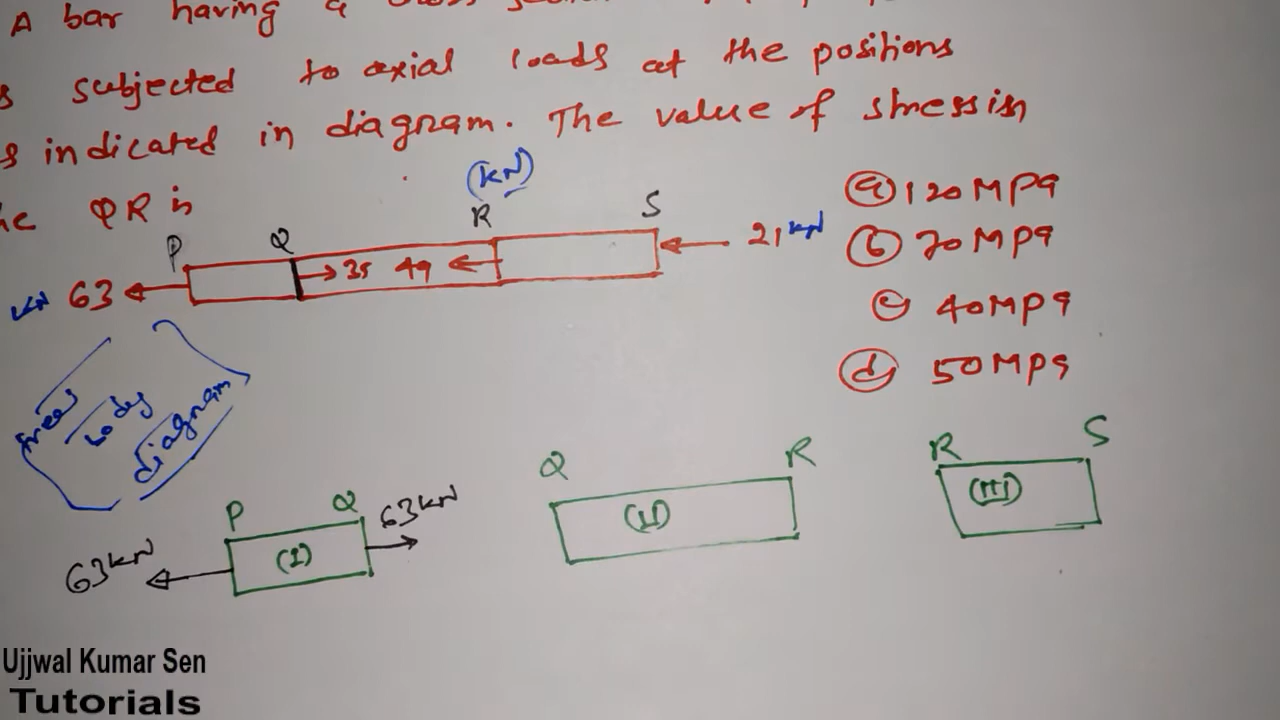 A bar having a
subjected to axial loads at the positions
indicated in diagram. The value of stress in
QR is
(kN)
P Q R S
kN 63 35 49 21 kN
(a) 120 MPa
(b) 70 MPa
(c) 40 MPa
(d) 50 MPa
free
body
diagram
P Q
63 kN (I) 63 kN
Q R
(II)
R S
(III)
Ujjwal Kumar Sen
Tutorials